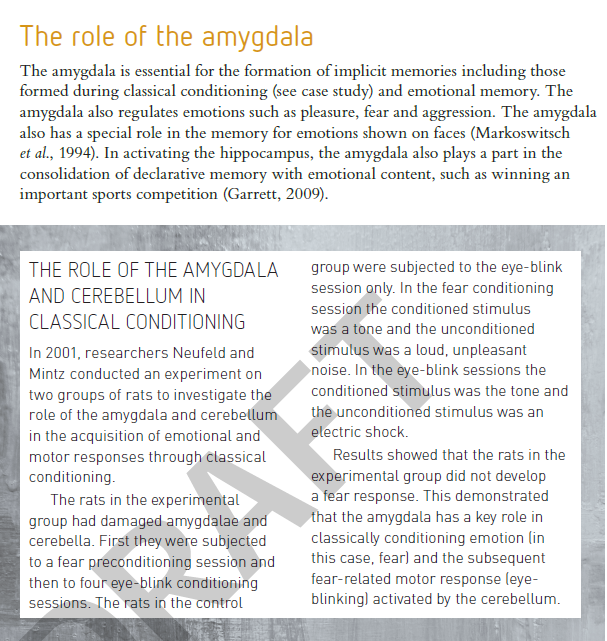 The role of the amygdala
The amygdala is essential for the formation of implicit memories including those
formed during classical conditioning (see case study) and emotional memory. The
amygdala also regulates emotions such as pleasure, fear and aggression. The amygdala
also has a special role in the memory for emotions shown on faces (Markoswitsch
et al., 1994). In activating the hippocampus, the amygdala also plays a part in the
consolidation of declarative memory with emotional content, such as winning an
important sports competition (Garrett, 2009).
THE ROLE OF THE AMYGDALA
AND CEREBELLUM IN
CLASSICAL CONDITIONING
In 2001, researchers Neufeld and
Mintz conducted an experiment on
two groups of rats to investigate the
role of the amygdala and cerebellum
in the acquisition of emotional and
motor responses through classical
conditioning.
The rats in the experimental
group had damaged amygdalae and
cerebella. First they were subjected
to a fear preconditioning session and
then to four eye-blink conditioning
sessions. The rats in the control
group were subjected to the eye-blink
session only. In the fear conditioning
session the conditioned stimulus
was a tone and the unconditioned
stimulus was a loud, unpleasant
noise. In the eye-blink sessions the
conditioned stimulus was the tone and
the unconditioned stimulus was an
electric shock.
Results showed that the rats in the
experimental group did not develop
a fear response. This demonstrated
that the amygdala has a key role in
classically conditioning emotion (in
this case, fear) and the subsequent
fear-related motor response (eye-
blinking) activated by the cerebellum.
DRAFT